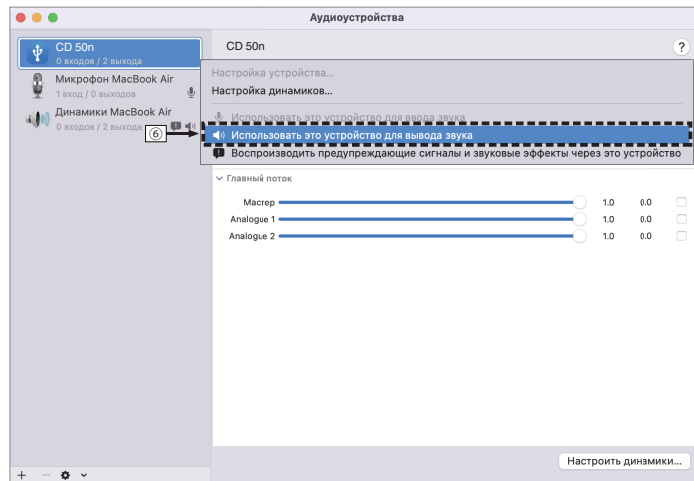 Аудиоустройства
CD 50n
0 входов / 2 выхода
Микрофон MacBook Air
1 вход / 0 выходов
Динамики MacBook Air
0 входов / 2 выхода
⑥
CD 50n
?
Настройка устройства...
Настройка динамиков...
Использовать это устройство для ввода звука
Использовать это устройство для вывода звука
Воспроизводить предупреждающие сигналы и звуковые эффекты через это устройство
Главный поток
Мастер 1.0 0.0
Analogue 1 1.0 0.0
Analogue 2 1.0 0.0
Настроить динамики...